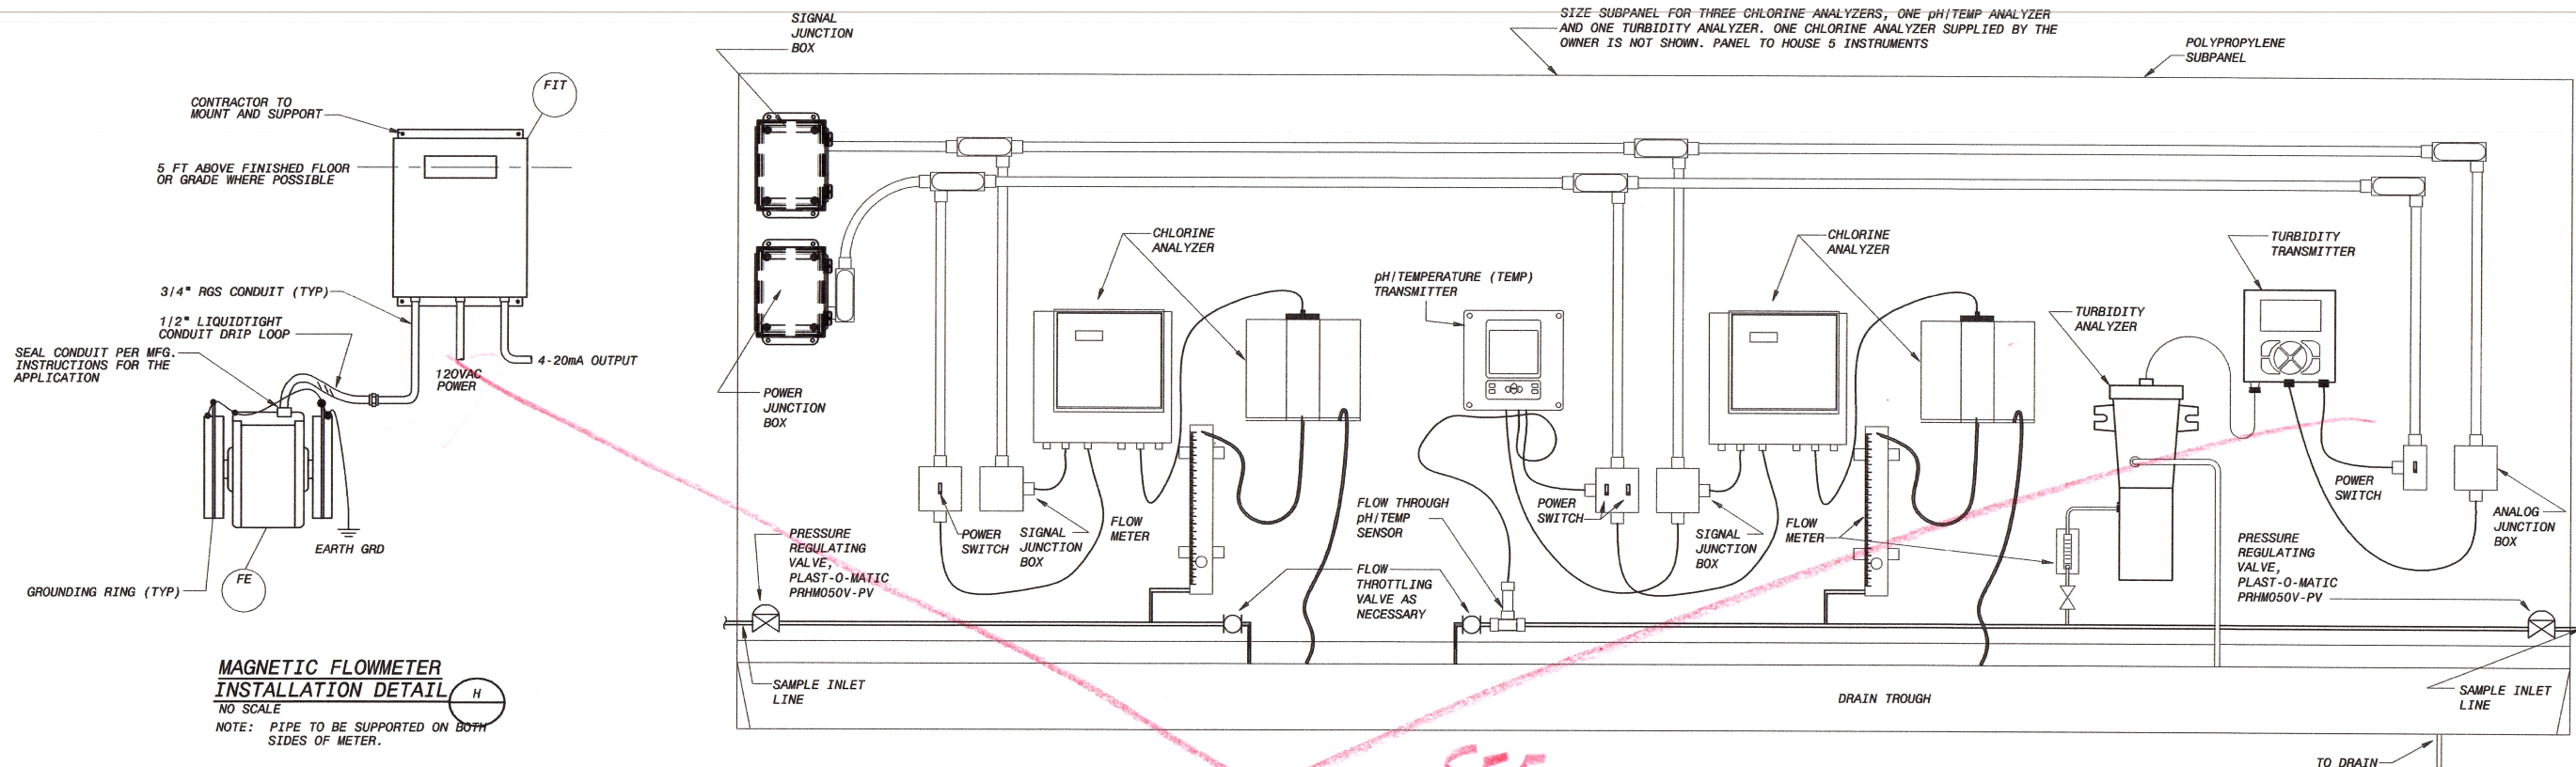 FIT
CONTRACTOR TO
MOUNT AND SUPPORT
5 FT ABOVE FINISHED FLOOR
OR GRADE WHERE POSSIBLE
3/4" RGS CONDUIT (TYP)
1/2" LIQUIDTIGHT
CONDUIT DRIP LOOP
SEAL CONDUIT PER MFG.
INSTRUCTIONS FOR THE
APPLICATION
120VAC
POWER
4-20mA OUTPUT
EARTH GRD
GROUNDING RING (TYP)
FE
MAGNETIC FLOWMETER
INSTALLATION DETAIL
H
NO SCALE
NOTE: PIPE TO BE SUPPORTED ON BOTH
SIDES OF METER.
SIGNAL
JUNCTION
BOX
SIZE SUBPANEL FOR THREE CHLORINE ANALYZERS, ONE pH/TEMP ANALYZER
AND ONE TURBIDITY ANALYZER. ONE CHLORINE ANALYZER SUPPLIED BY THE
OWNER IS NOT SHOWN. PANEL TO HOUSE 5 INSTRUMENTS
POLYPROPYLENE
SUBPANEL
POWER
JUNCTION
BOX
CHLORINE
ANALYZER
pH/TEMPERATURE (TEMP)
TRANSMITTER
CHLORINE
ANALYZER
TURBIDITY
ANALYZER
TURBIDITY
TRANSMITTER
PRESSURE
REGULATING
VALVE,
PLAST-O-MATIC
PRHM050V-PV
POWER
SWITCH
SIGNAL
JUNCTION
BOX
FLOW
METER
FLOW THROUGH
pH/TEMP
SENSOR
FLOW
THROTTLING
VALVE AS
NECESSARY
POWER
SWITCH
SIGNAL
JUNCTION
BOX
FLOW
METER
POWER
SWITCH
ANALOG
JUNCTION
BOX
PRESSURE
REGULATING
VALVE,
PLAST-O-MATIC
PRHM050V-PV
SAMPLE INLET
LINE
DRAIN TROUGH
SAMPLE INLET
LINE
TO DRAIN